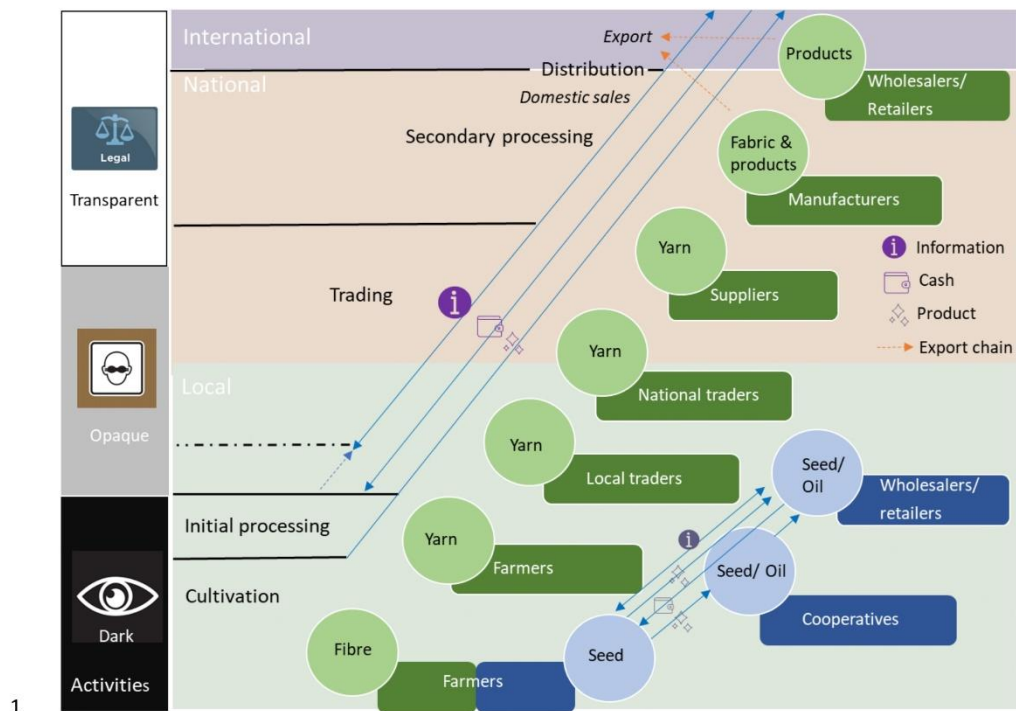 International
Export
Products
Distribution
National
Domestic sales
Wholesalers/
Retailers
Secondary processing
Fabric &
products
Legal
Transparent
Manufacturers
Yarn
i Information
Trading
i
Suppliers
Cash
Product
Yarn
Export chain
Local
National traders
Opaque
Yarn
Seed/
Oil
Local traders
Wholesalers/
retailers
Initial processing
Yarn
i
Farmers
Seed/ Oil
Cultivation
Cooperatives
Dark
Fibre
Seed
Activities
Farmers
1